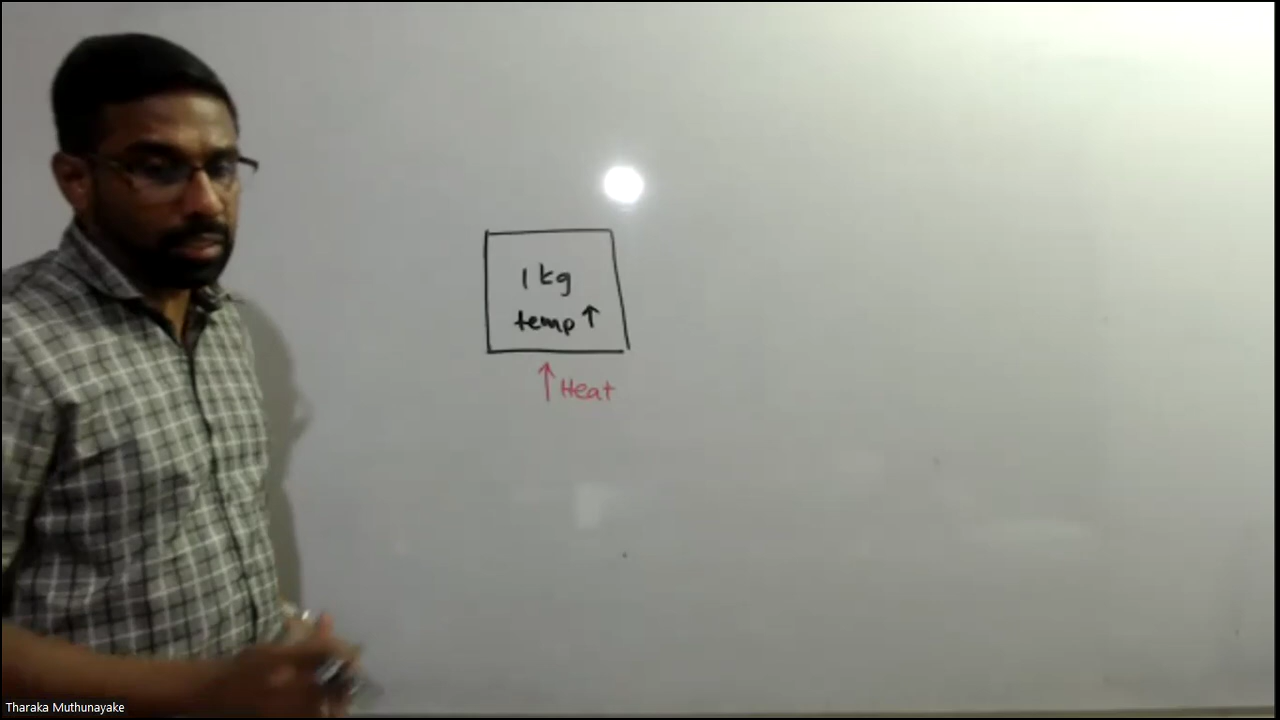 1 kg
temp ↑
↑ Heat
Tharaka Muthunayake